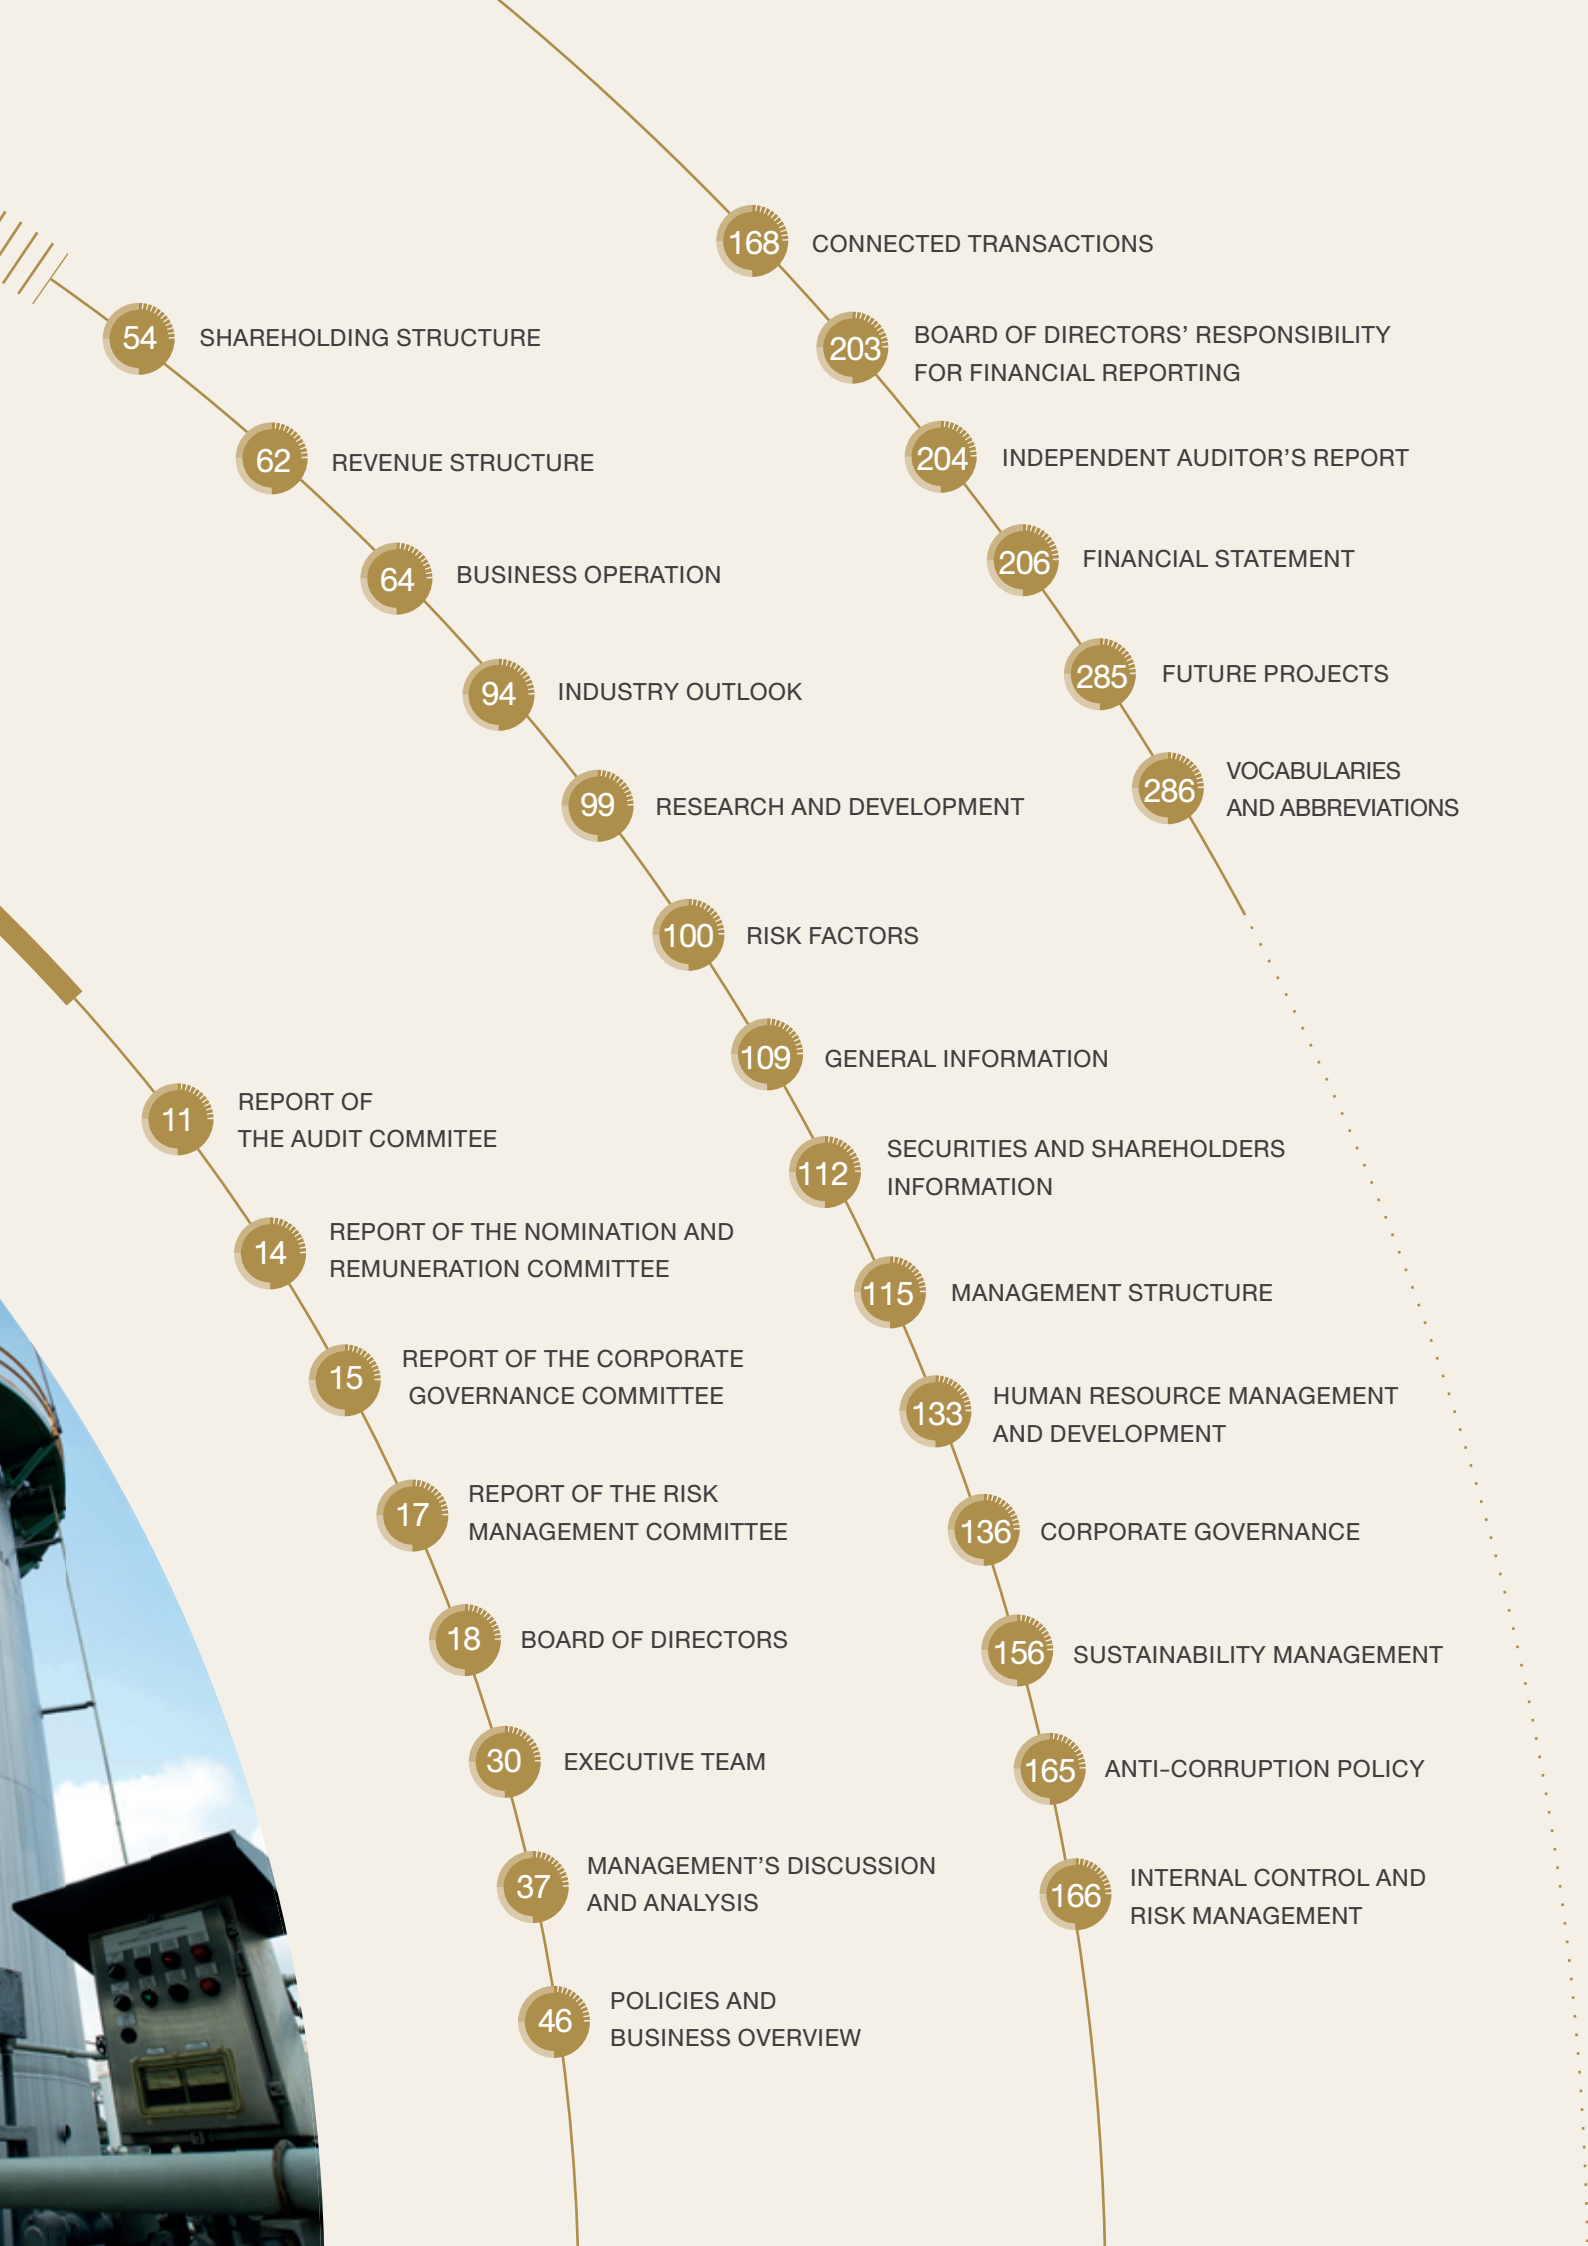 11
REPORT OF
THE AUDIT COMMITEE
14
REPORT OF THE NOMINATION AND
REMUNERATION COMMITTEE
15
REPORT OF THE CORPORATE
GOVERNANCE COMMITTEE
17
REPORT OF THE RISK
MANAGEMENT COMMITTEE
18
BOARD OF DIRECTORS
30
EXECUTIVE TEAM
37
MANAGEMENT’S DISCUSSION
AND ANALYSIS
46
POLICIES AND
BUSINESS OVERVIEW
54
SHAREHOLDING STRUCTURE
62
REVENUE STRUCTURE
64
BUSINESS OPERATION
94
INDUSTRY OUTLOOK
99
RESEARCH AND DEVELOPMENT
100
RISK FACTORS
109
GENERAL INFORMATION
112
SECURITIES AND SHAREHOLDERS
INFORMATION
115
MANAGEMENT STRUCTURE
133
HUMAN RESOURCE MANAGEMENT
AND DEVELOPMENT
136
CORPORATE GOVERNANCE
156
SUSTAINABILITY MANAGEMENT
165
ANTI-CORRUPTION POLICY
166
INTERNAL CONTROL AND
RISK MANAGEMENT
168
CONNECTED TRANSACTIONS
203
BOARD OF DIRECTORS’ RESPONSIBILITY
FOR FINANCIAL REPORTING
204
INDEPENDENT AUDITOR’S REPORT
206
FINANCIAL STATEMENT
285
FUTURE PROJECTS
286
VOCABULARIES
AND ABBREVIATIONS